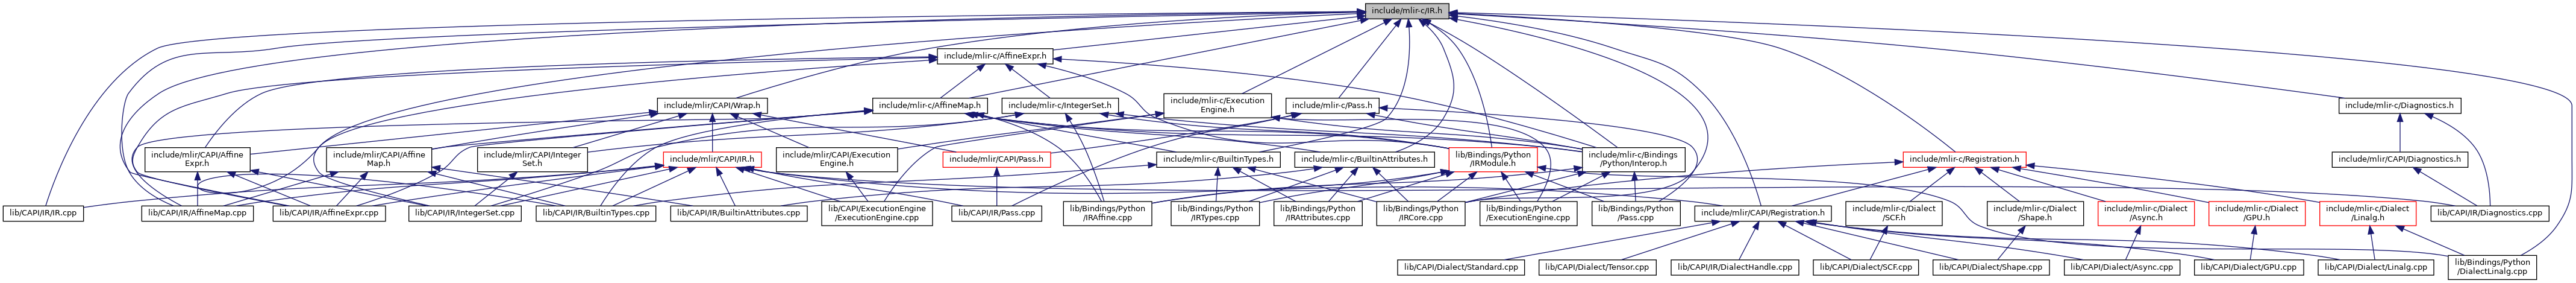 include/mlir-c/IR.h
include/mlir-c/AffineExpr.h
include/mlir/CAPI/Wrap.h
include/mlir-c/AffineMap.h
include/mlir-c/IntegerSet.h
include/mlir-c/Execution
Engine.h
include/mlir-c/Pass.h
include/mlir-c/Diagnostics.h
include/mlir/CAPI/Affine
Expr.h
include/mlir/CAPI/Affine
Map.h
include/mlir/CAPI/Integer
Set.h
include/mlir/CAPI/IR.h
include/mlir/CAPI/Execution
Engine.h
include/mlir/CAPI/Pass.h
include/mlir-c/BuiltinTypes.h
include/mlir-c/BuiltinAttributes.h
lib/Bindings/Python
/IRModule.h
include/mlir-c/Bindings
/Python/Interop.h
include/mlir-c/Registration.h
include/mlir/CAPI/Diagnostics.h
lib/CAPI/IR/IR.cpp
lib/CAPI/IR/AffineMap.cpp
lib/CAPI/IR/AffineExpr.cpp
lib/CAPI/IR/IntegerSet.cpp
lib/CAPI/IR/BuiltinTypes.cpp
lib/CAPI/IR/BuiltinAttributes.cpp
lib/CAPI/ExecutionEngine
/ExecutionEngine.cpp
lib/CAPI/IR/Pass.cpp
lib/Bindings/Python
/IRAffine.cpp
lib/Bindings/Python
/IRTypes.cpp
lib/Bindings/Python
/IRAttributes.cpp
lib/Bindings/Python
/IRCore.cpp
lib/Bindings/Python
/ExecutionEngine.cpp
lib/Bindings/Python
/Pass.cpp
include/mlir/CAPI/Registration.h
include/mlir-c/Dialect
/SCF.h
include/mlir-c/Dialect
/Shape.h
include/mlir-c/Dialect
/Async.h
include/mlir-c/Dialect
/GPU.h
include/mlir-c/Dialect
/Linalg.h
lib/CAPI/IR/Diagnostics.cpp
lib/CAPI/Dialect/Standard.cpp
lib/CAPI/Dialect/Tensor.cpp
lib/CAPI/IR/DialectHandle.cpp
lib/CAPI/Dialect/SCF.cpp
lib/CAPI/Dialect/Shape.cpp
lib/CAPI/Dialect/Async.cpp
lib/CAPI/Dialect/GPU.cpp
lib/CAPI/Dialect/Linalg.cpp
lib/Bindings/Python
/DialectLinalg.cpp